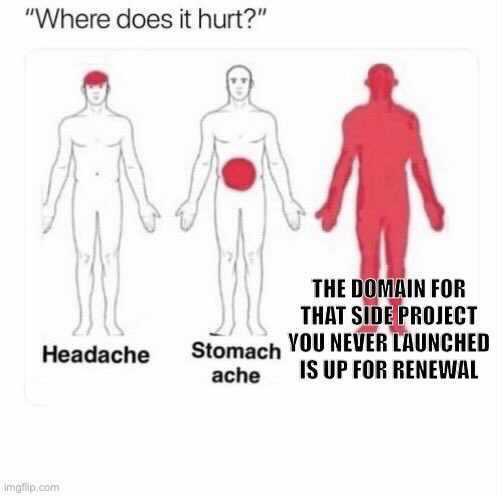 "Where does it hurt?"
Headache
Stomach
ache
THE DOMAIN FOR
THAT SIDE PROJECT
YOU NEVER LAUNCHED
IS UP FOR RENEWAL
imgflip.com